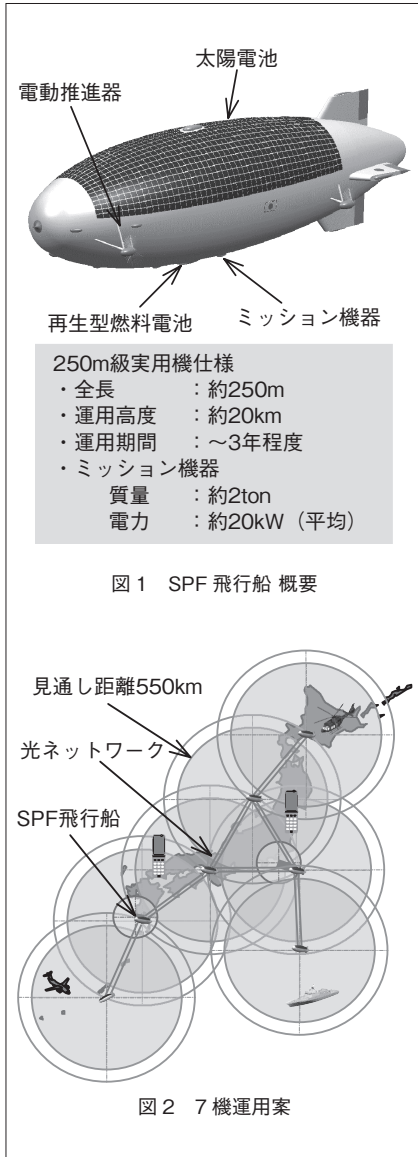 太陽電池
電動推進器
再生型燃料電池
ミッション機器
250m級実用機仕様
・全長 ：約250m
・運用高度 ：約20km
・運用期間 ：～3年程度
・ミッション機器
質量 ：約2ton
電力 ：約20kW（平均）
図1 SPF 飛行船 概要
見通し距離550km
光ネットワーク
SPF飛行船
図2 7 機運用案